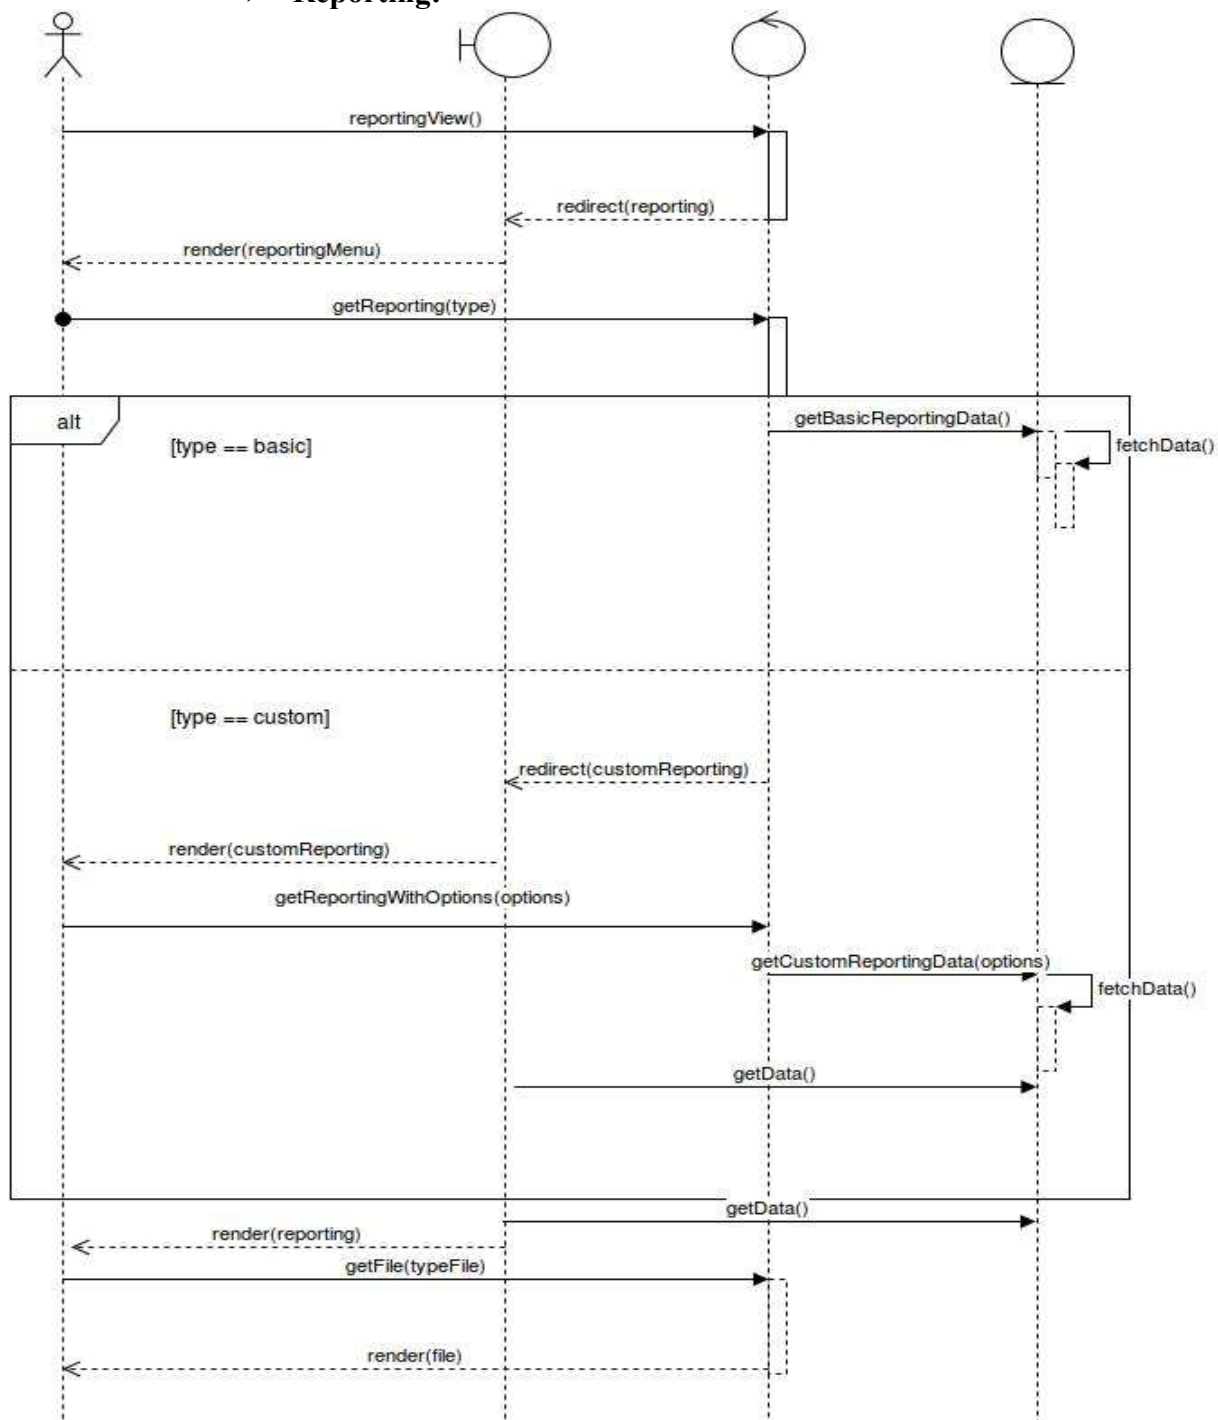 Reporting:
reportingView()
redirect(reporting)
render(reportingMenu)
getReporting(type)
alt
getBasicReportingData()
[type == basic]
fetchData()
[type == custom]
redirect(customReporting)
render(customReporting)
getReportingWithOptions(options)
getCustomReportingData(options)
fetchData()
getData()
getData()
render(reporting)
getFile(typeFile)
render(file)